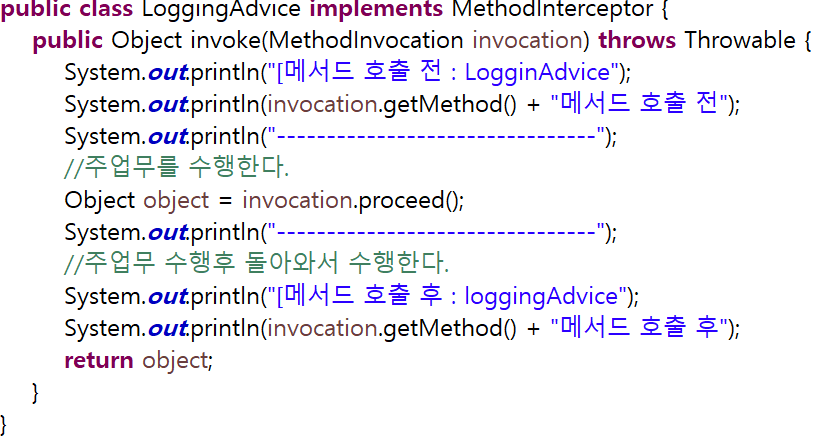 public class LoggingAdvice implements MethodInterceptor {
public Object invoke(MethodInvocation invocation) throws Throwable {
System.out.println("[메서드 호출 전 : LogginAdvice");
System.out.println(invocation.getMethod() + "메서드 호출 전");
System.out.println("--------------------------------");
//주업무를 수행한다.
Object object = invocation.proceed();
System.out.println("--------------------------------");
//주업무 수행후 돌아와서 수행한다.
System.out.println("[메서드 호출 후 : loggingAdvice");
System.out.println(invocation.getMethod() + "메서드 호출 후");
return object;
}
}